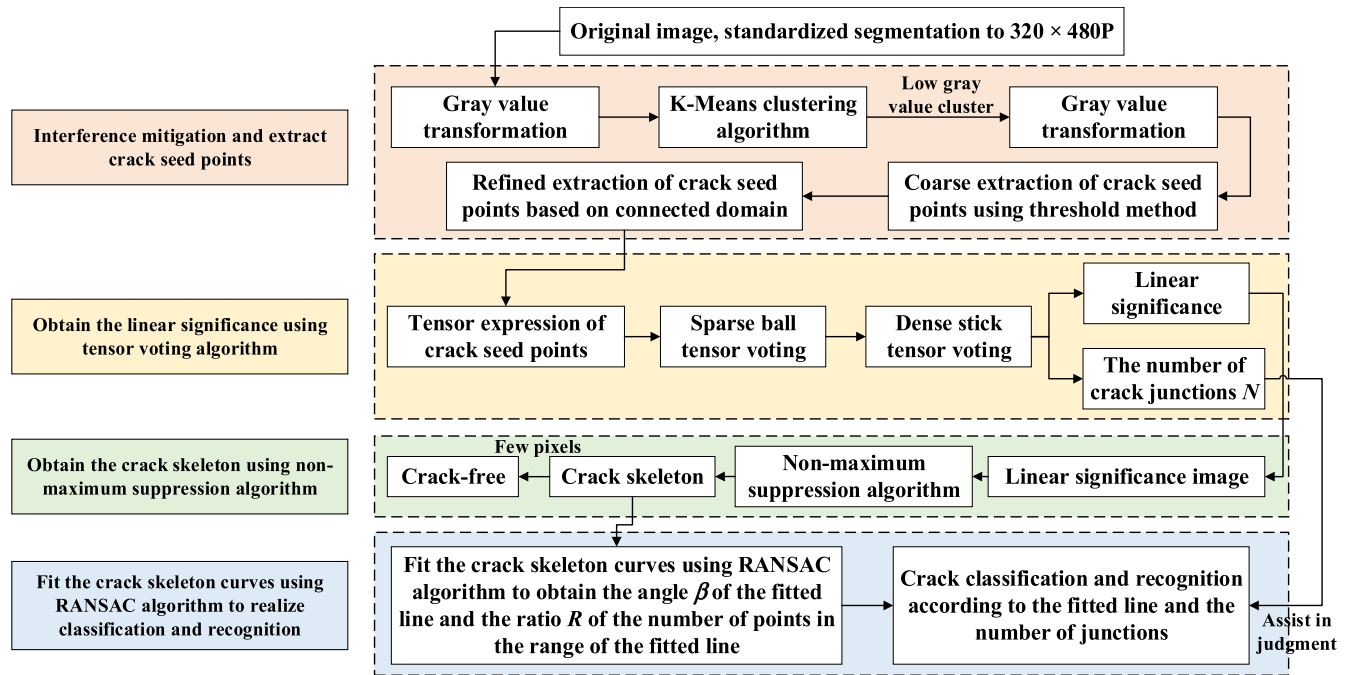 Original image, standardized segmentation to 320 × 480P
Interference mitigation and extract
crack seed points
Gray value
transformation
K-Means clustering
algorithm
Low gray
value cluster
Gray value
transformation
Refined extraction of crack seed
points based on connected domain
Coarse extraction of crack seed
points using threshold method
Obtain the linear significance using
tensor voting algorithm
Tensor expression of
crack seed points
Sparse ball
tensor voting
Dense stick
tensor voting
Linear
significance
The number of
crack junctions N
Obtain the crack skeleton using non-
maximum suppression algorithm
Crack-free
Few pixels
Crack skeleton
Non-maximum
suppression algorithm
Linear significance image
Fit the crack skeleton curves using
RANSAC algorithm to realize
classification and recognition
Fit the crack skeleton curves using RANSAC
algorithm to obtain the angle β of the fitted
line and the ratio R of the number of points in
the range of the fitted line
Crack classification and recognition
according to the fitted line and the
number of junctions
Assist in
judgment